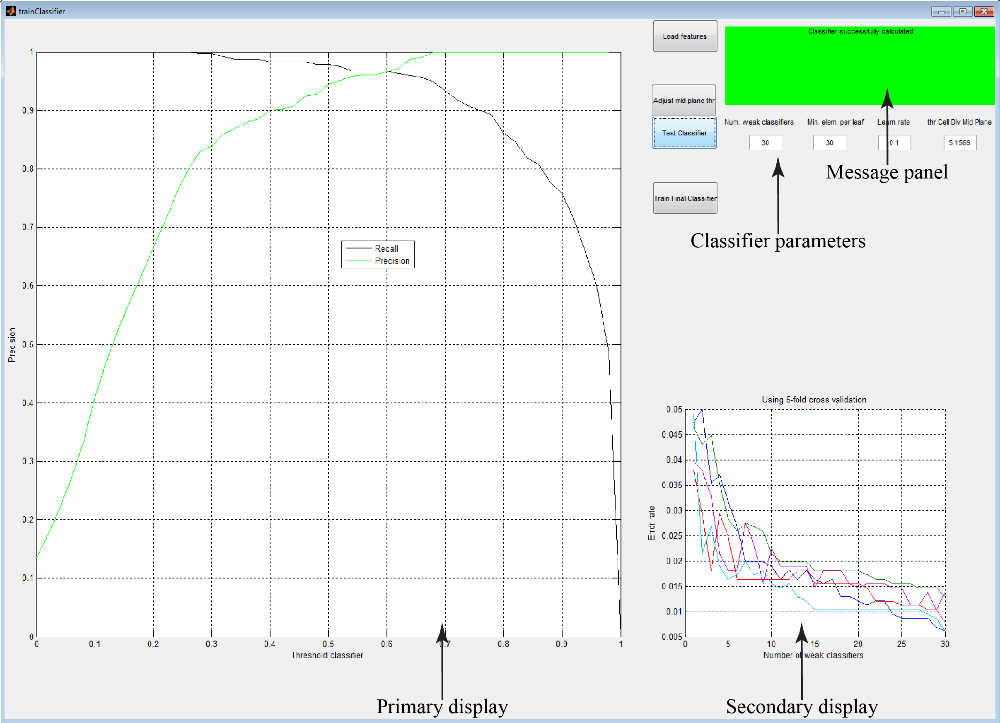 trainClassifier
Load features
Classifier successfully calculated
Adjust mid plane thr
Test Classifier
Num. weak classifiers Min. elem. per leaf Learn rate thr Cell Div Mid Plane
30 30 0.1 5.1569
Message panel
Train Final Classifier
Classifier parameters
1
0.9
0.8
0.7
0.6
0.5
0.4
0.3
0.2
0.1
0
Precision
Recall
Precision
0 0.1 0.2 0.3 0.4 0.5 0.6 0.7 0.8 0.9 1
Threshold classifier
Primary display
Using 5-fold cross validation
0.05
0.045
0.04
0.035
0.03
0.025
0.02
0.015
0.01
0.005
Error rate
0 5 10 15 20 25 30
Number of weak classifiers
Secondary display